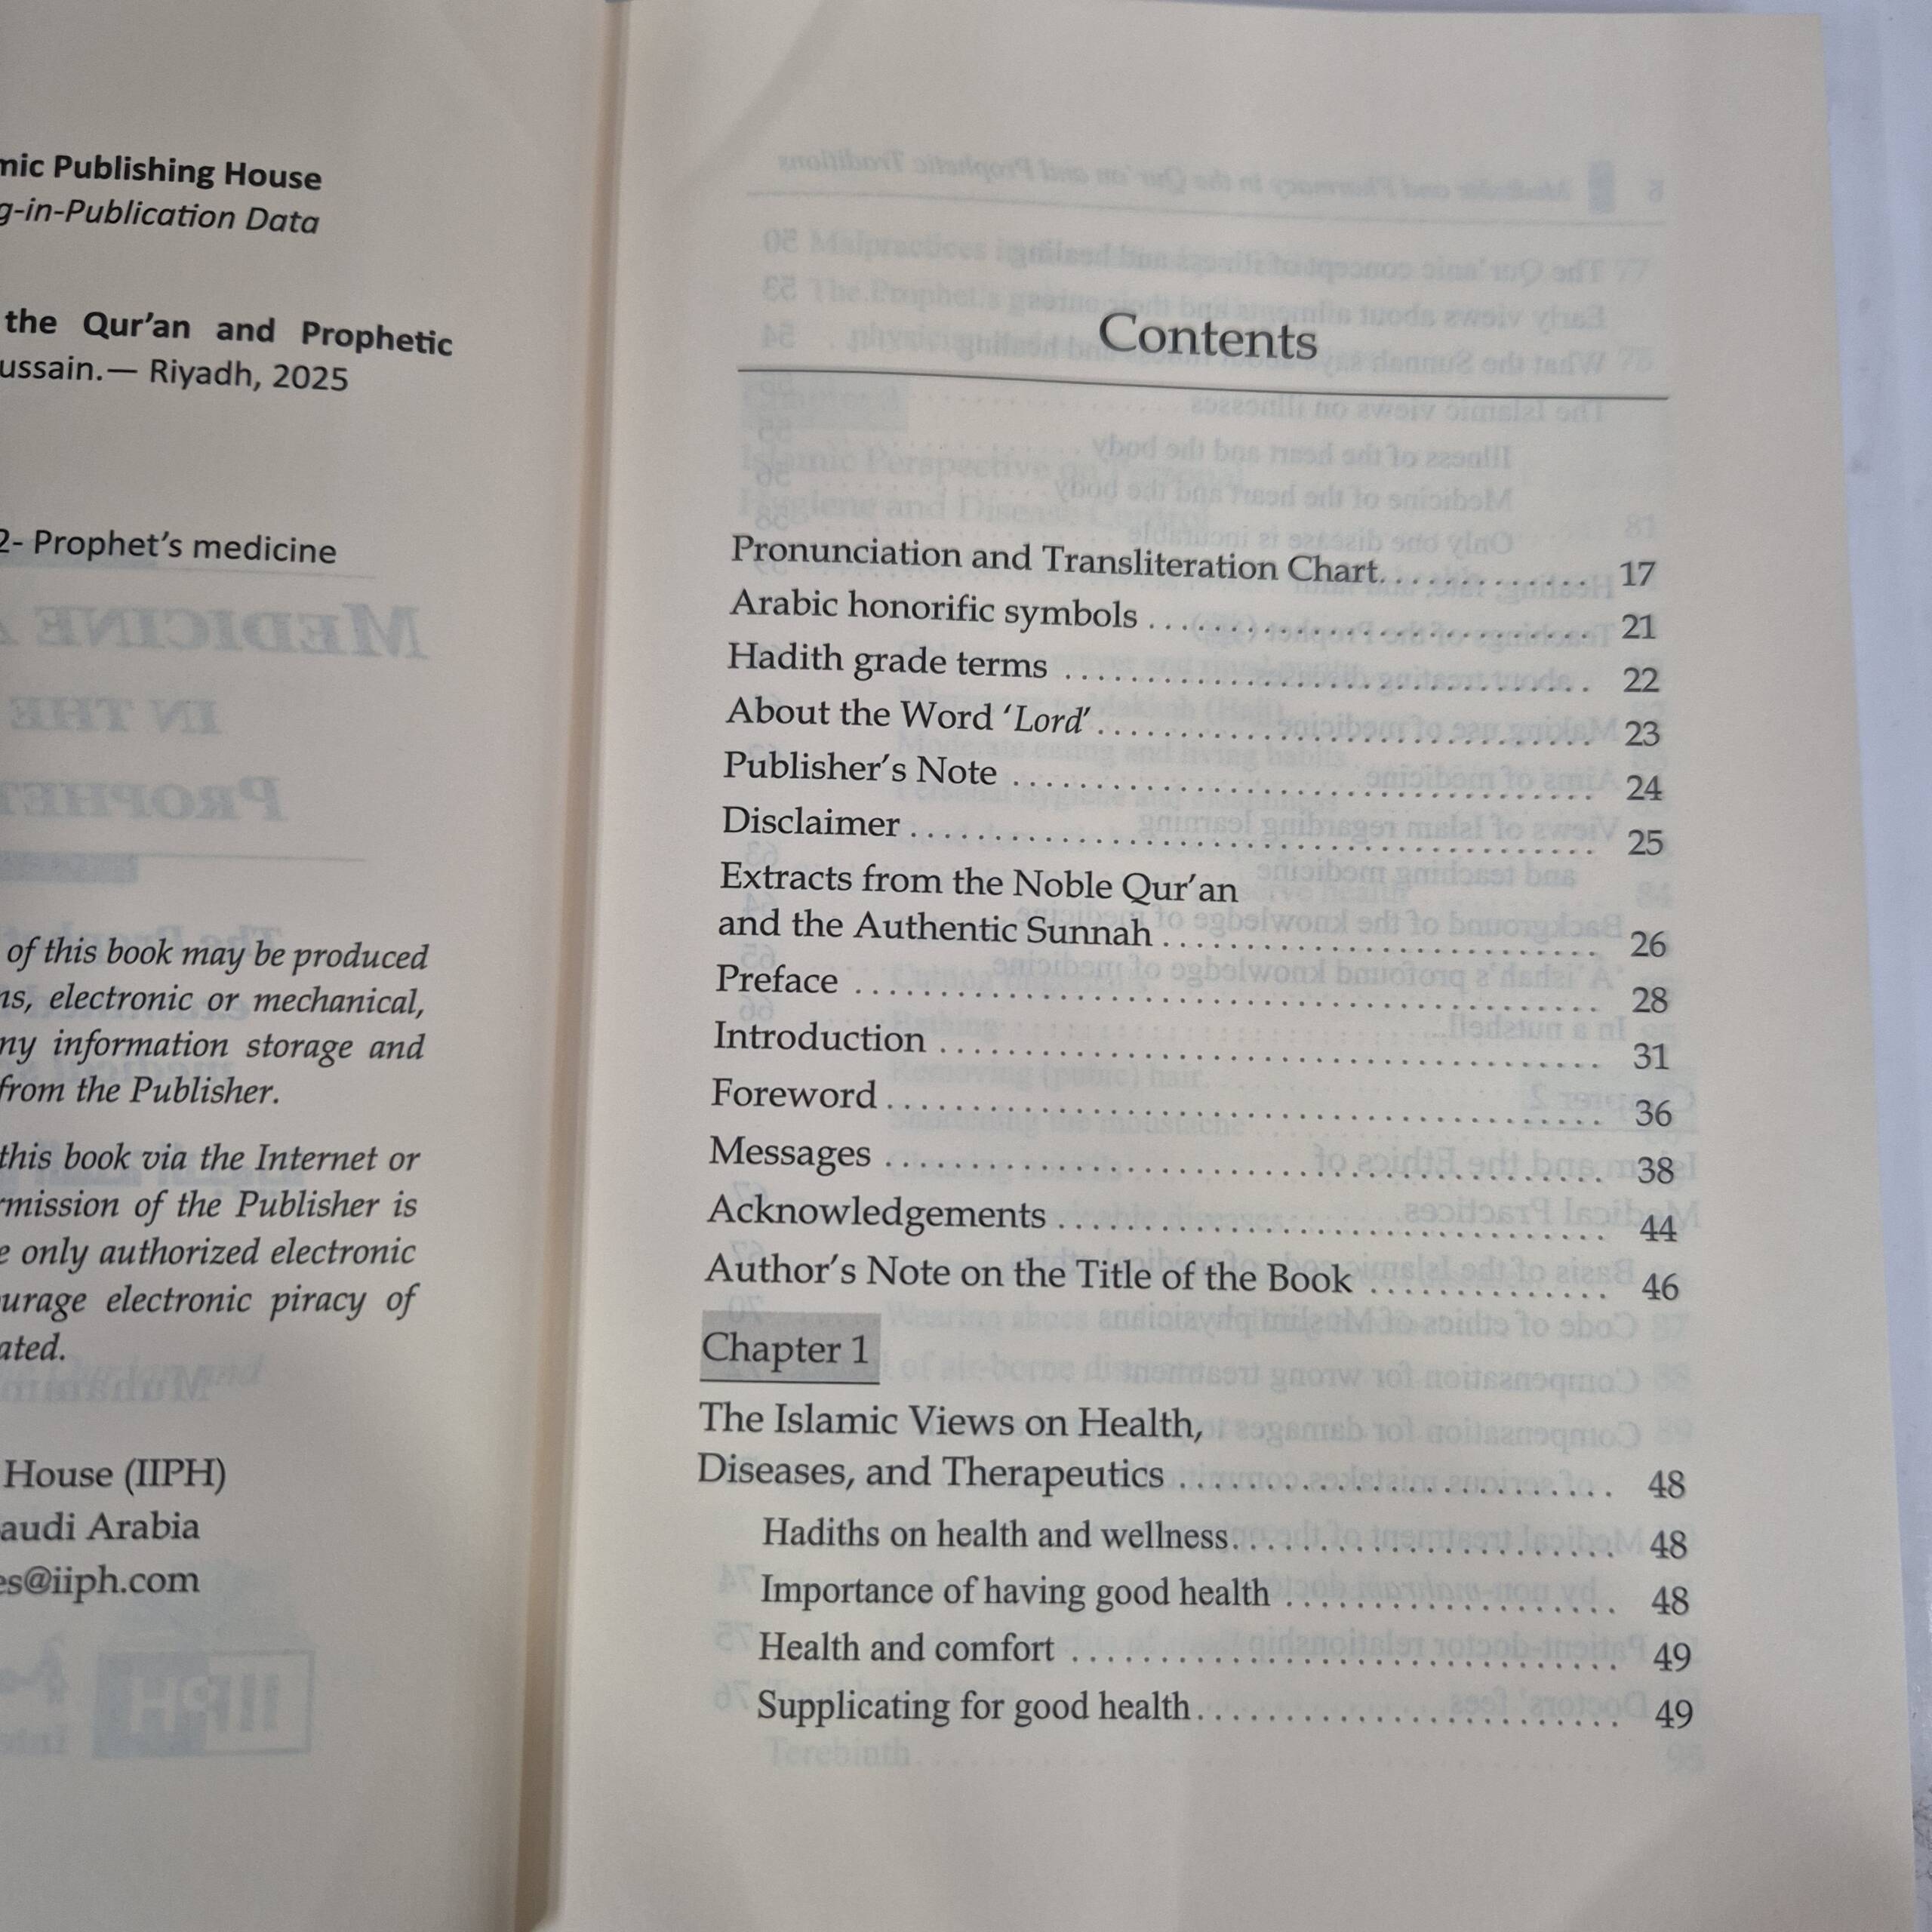 mic Publishing House
g-in-Publication Data
the Qur'an and Prophetic
ussain.— Riyadh, 2025
2- Prophet's medicine
of this book may be produced
ns, electronic or mechanical,
ny information storage and
from the Publisher.
this book via the Internet or
rmission of the Publisher is
e only authorized electronic
urage electronic piracy of
ated.
House (IIPH)
audi Arabia
es@iiph.com
Contents
Pronunciation and Transliteration Chart............. 17
Arabic honorific symbols ........................... 21
Hadith grade terms ................................ 22
About the Word 'Lord'.............................. 23
Publisher's Note ................................... 24
Disclaimer ......................................... 25
Extracts from the Noble Qur'an
and the Authentic Sunnah .......................... 26
Preface ............................................ 28
Introduction ....................................... 31
Foreword ........................................... 36
Messages ........................................... 38
Acknowledgements ................................. 44
Author's Note on the Title of the Book .............. 46
Chapter 1
The Islamic Views on Health,
Diseases, and Therapeutics .......................... 48
Hadiths on health and wellness....................... 48
Importance of having good health .................... 48
Health and comfort ................................. 49
Supplicating for good health......................... 49